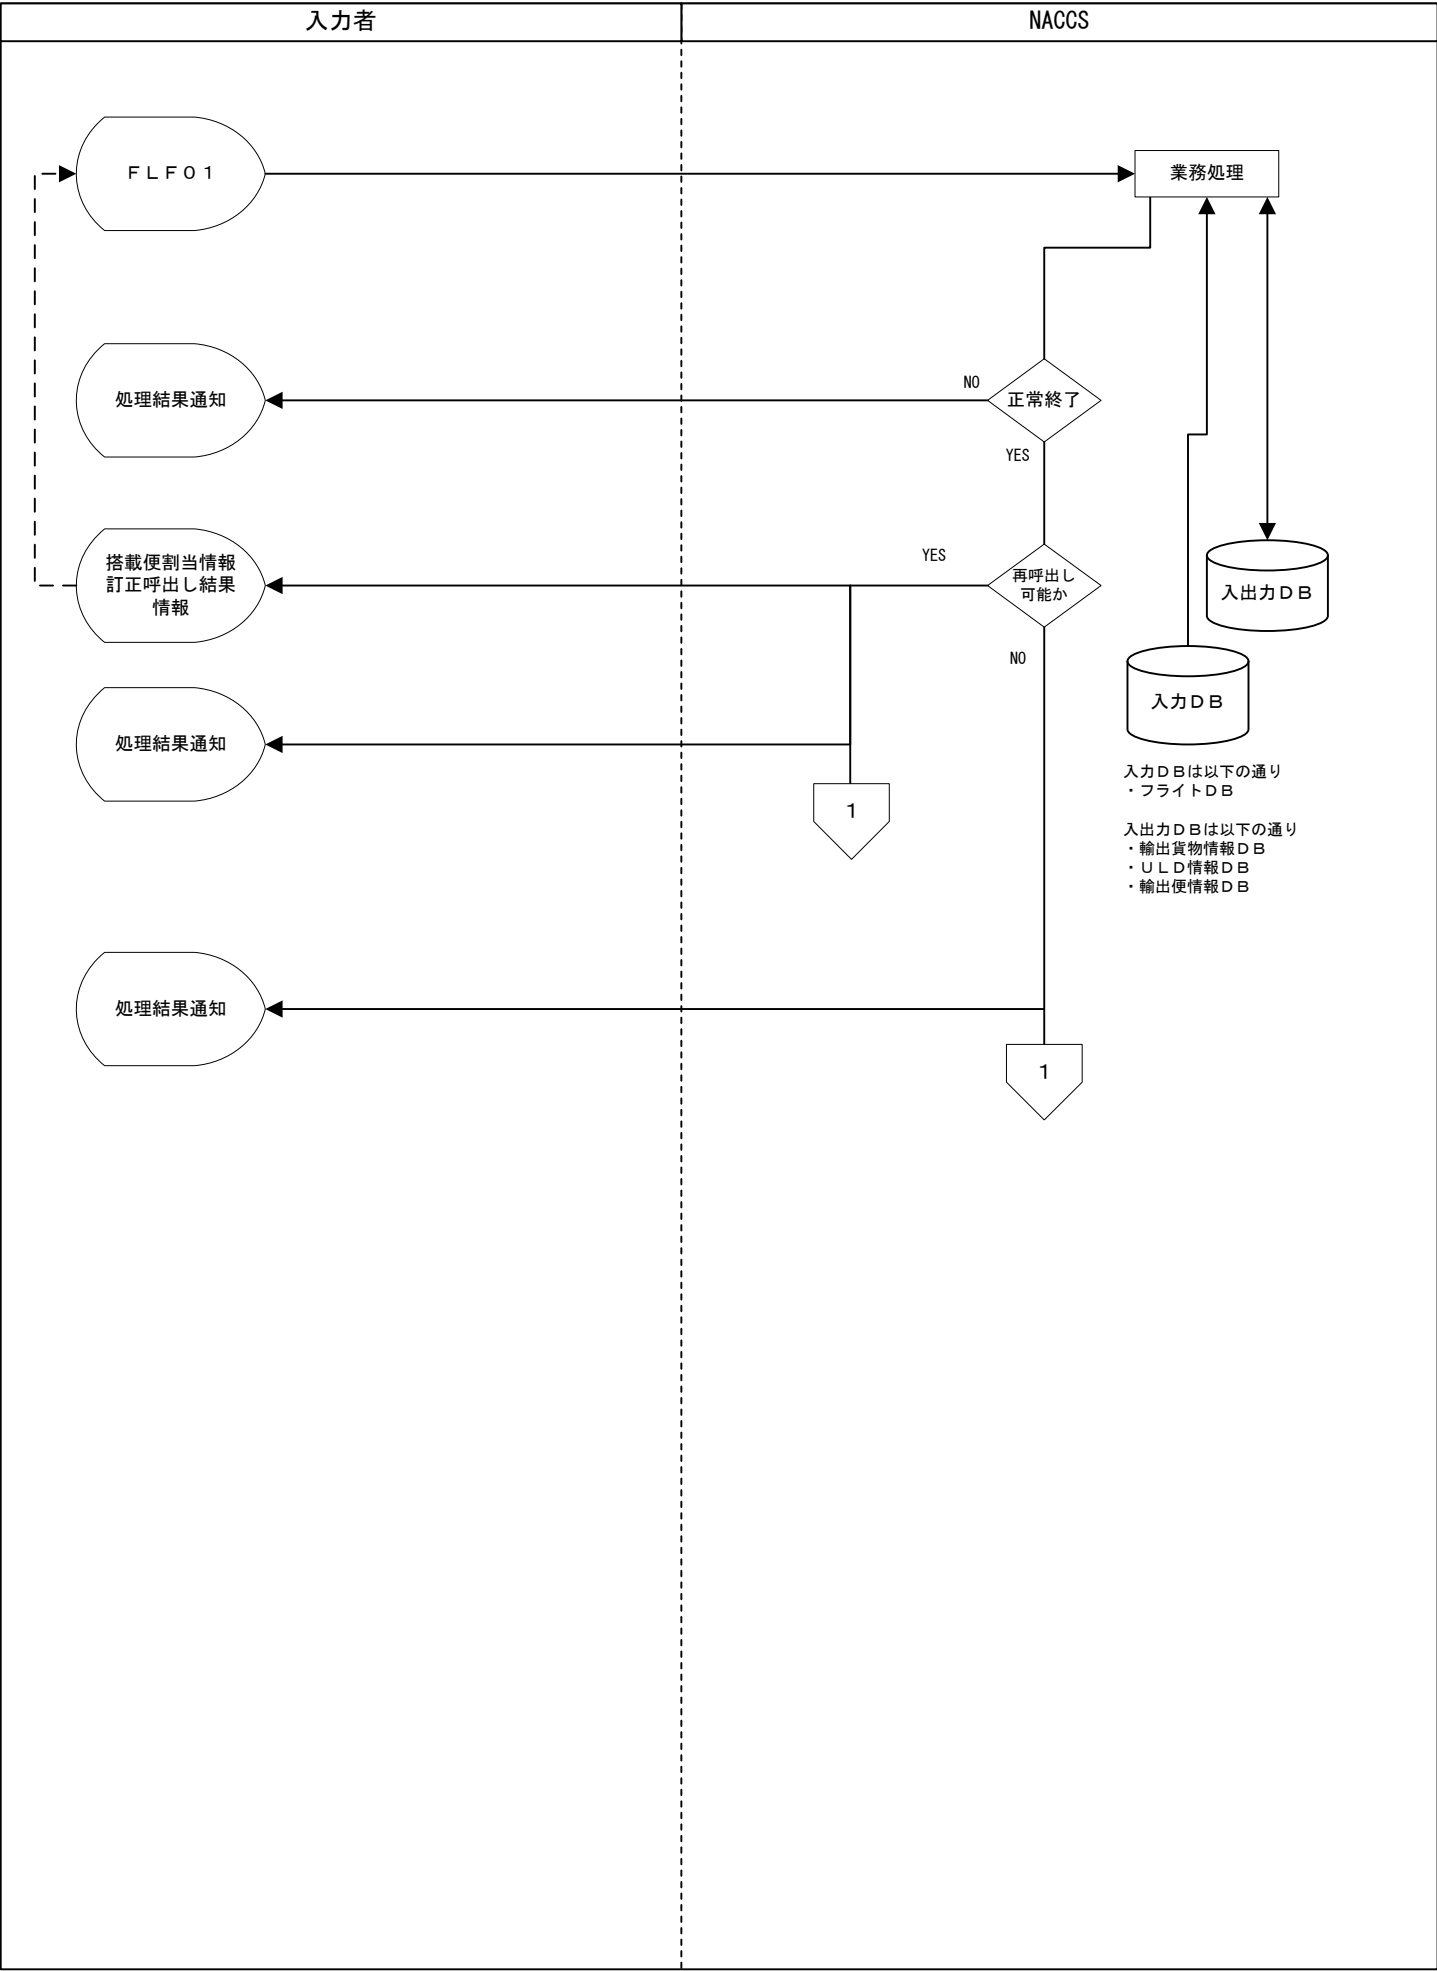 入力者
NACCS
ＦＬＦ０１
業務処理
処理結果通知
NO
正常終了
YES
搭載便割当情報
訂正呼出し結果
情報
YES
再呼出し
可能か
NO
入出力ＤＢ
入力ＤＢ
処理結果通知
1
入力ＤＢは以下の通り
・フライトＤＢ
入出力ＤＢは以下の通り
・輸出貨物情報ＤＢ
・ＵＬＤ情報ＤＢ
・輸出便情報ＤＢ
処理結果通知
1